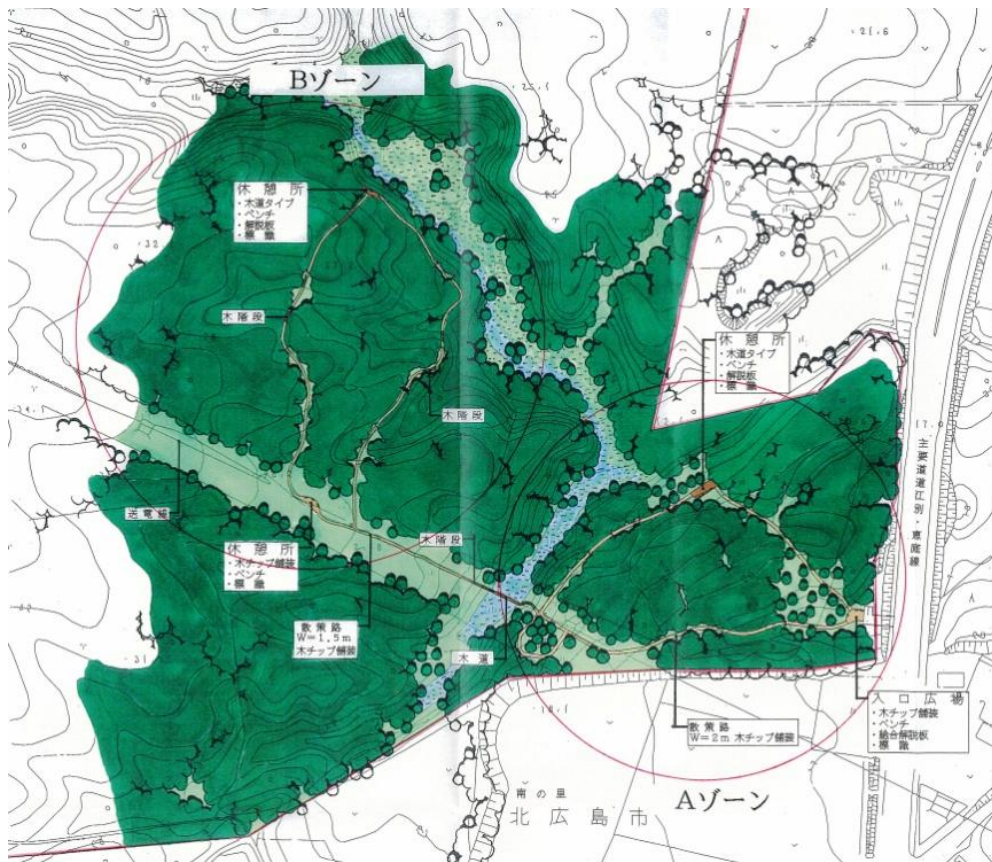 Bゾーン
休憩所
・木道タイプ
・ベンチ
・解説板
・標識
木階段
休憩所
・木道タイプ
・ベンチ
・解説板
・標識
木階段
主要道道江別・恵庭線
送電線
木階段
休憩所
・木チップ舗装
・ベンチ
・標識
散策路
W=1.5m
木チップ舗装
木道
入口広場
・木チップ舗装
・ベンチ
・総合解説板
・標識
散策路
W=2m 木チップ舗装
Aゾーン
南の里
北広島市